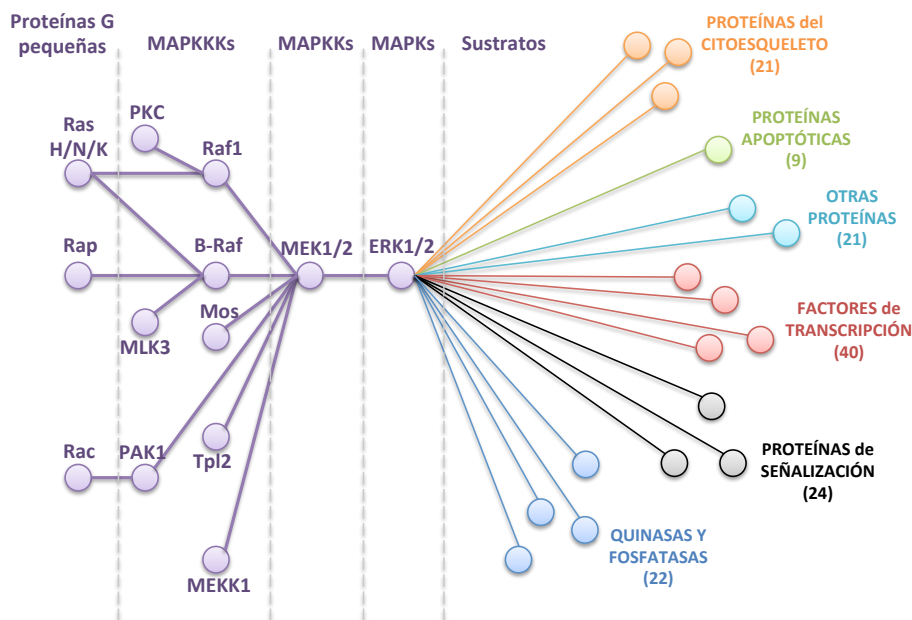 Proteínas G
pequeñas
MAPKKKs
MAPKKs
MAPKs
Sustratos
PROTEÍNAS del
CITOESQUELETO
(21)
PKC
Ras
H/N/K
Raf1
PROTEÍNAS
APOPTÓTICAS
(9)
OTRAS
PROTEÍNAS
(21)
Rap
B-Raf
MEK1/2
ERK1/2
Mos
MLK3
FACTORES de
TRANSCRIPCIÓN
(40)
Rac
PAK1
Tpl2
PROTEÍNAS de
SEÑALIZACIÓN
(24)
MEKK1
QUINASAS Y
FOSFATASAS
(22)